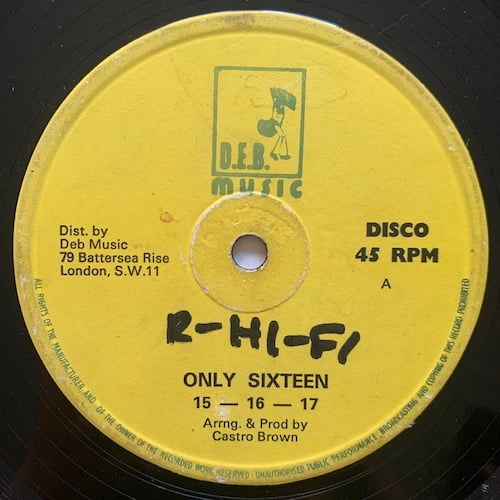 D.E.B.
MUSIC
Dist. by
Deb Music
79 Battersea Rise
London, S.W.11
DISCO
45 RPM
A
R-HI-FI
ONLY SIXTEEN
15 — 16 — 17
Arrng. & Prod by
Castro Brown
ALL RIGHTS OF THE MANUFACTURER AND OF THE OWNER OF THE RECORDED WORK RESERVED - UNAUTHORISED PUBLIC PERFORMANCE BROADCASTING AND COPYING OF THIS RECORD PROHIBITED